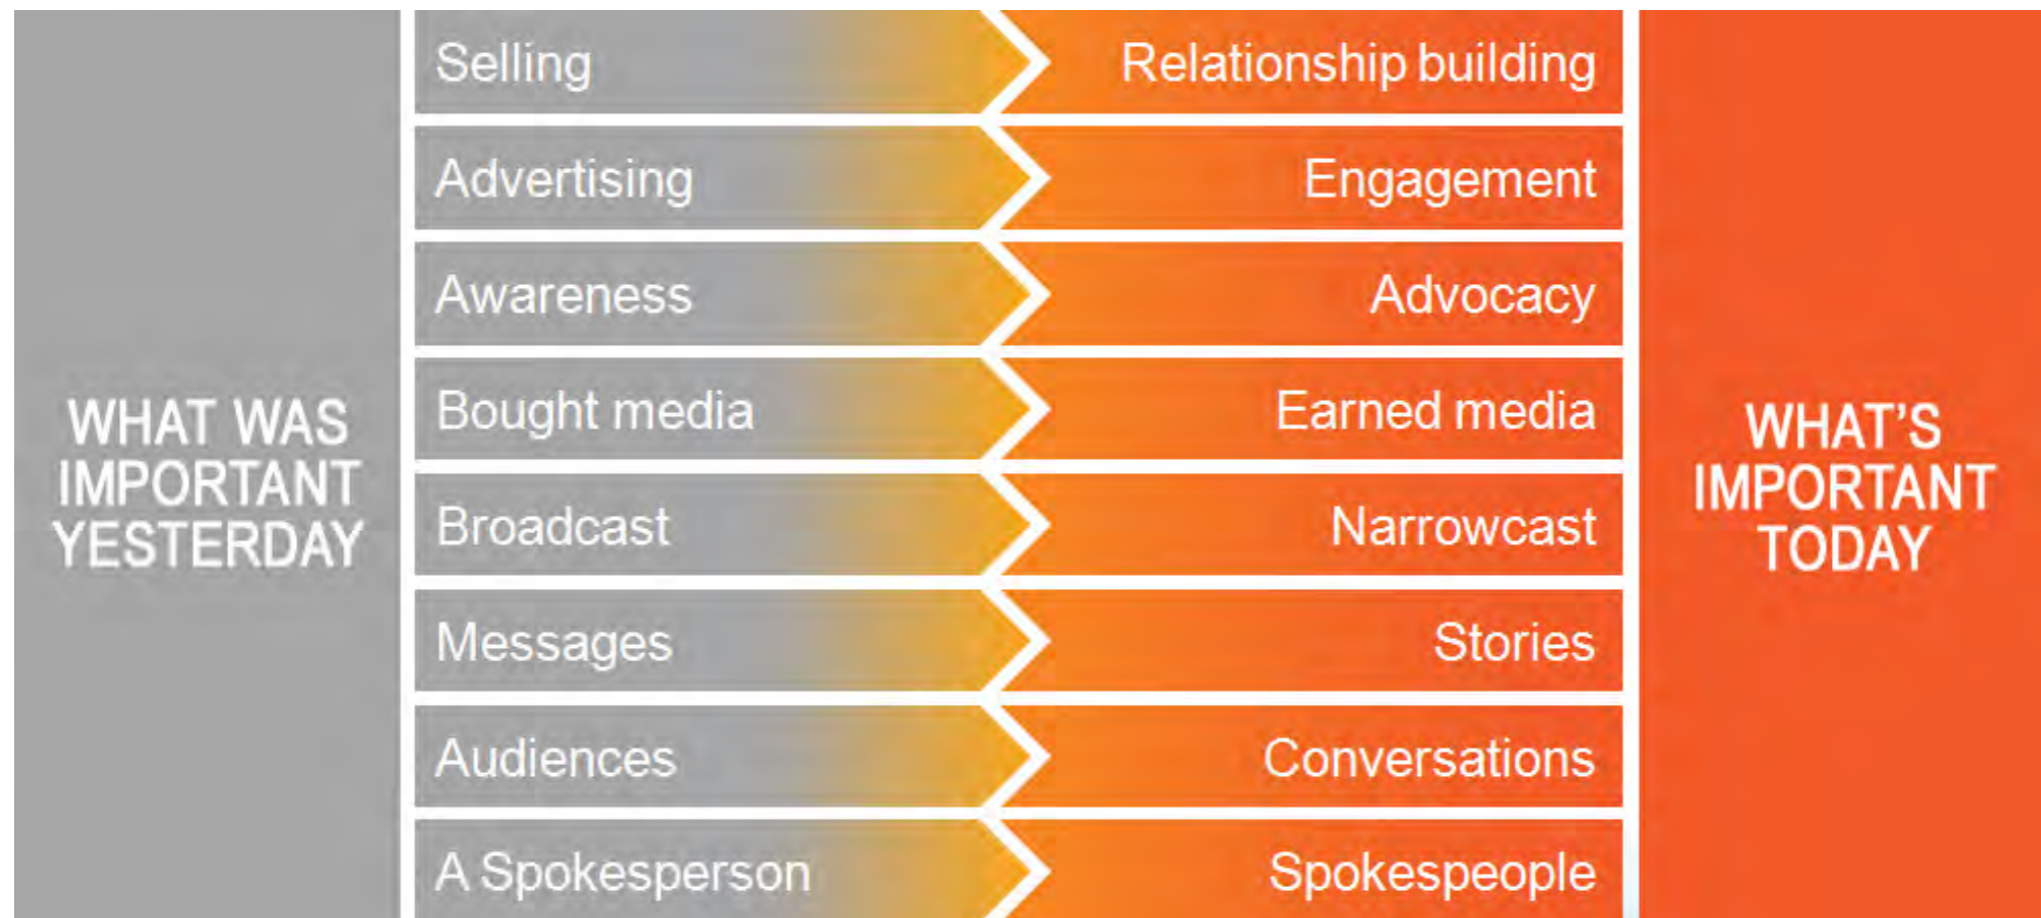 WHAT WAS
IMPORTANT
YESTERDAY
Selling
Relationship building
Advertising
Engagement
Awareness
Advocacy
Bought media
Earned media
Broadcast
Narrowcast
Messages
Stories
Audiences
Conversations
A Spokesperson
Spokespeople
WHAT'S
IMPORTANT
TODAY